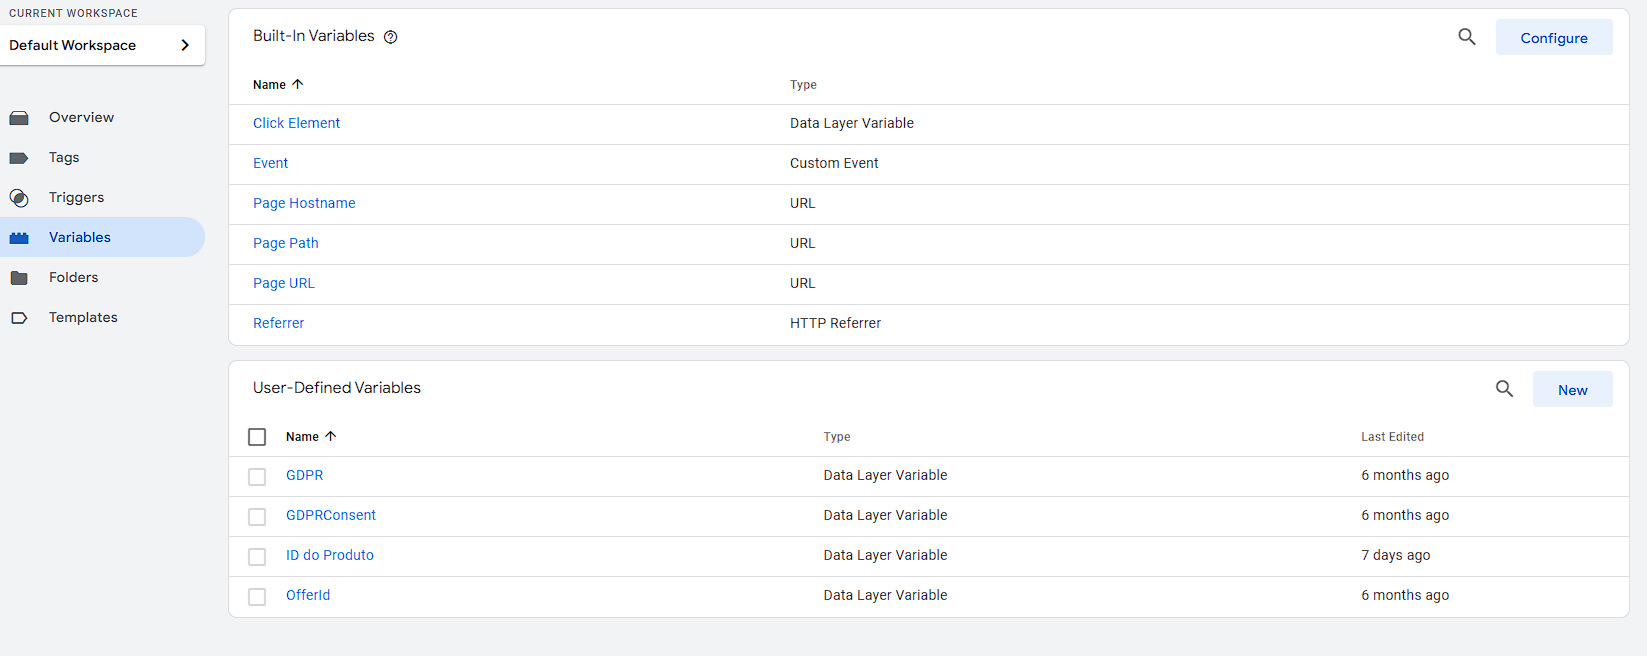 CURRENT WORKSPACE
Default Workspace
Overview
Tags
Triggers
Variables
Folders
Templates
Built-In Variables
Configure
Name Type
Click Element Data Layer Variable
Event Custom Event
Page Hostname URL
Page Path URL
Page URL URL
Referrer HTTP Referrer
User-Defined Variables
New
Name Type Last Edited
GDPR Data Layer Variable 6 months ago
GDPRConsent Data Layer Variable 6 months ago
ID do Produto Data Layer Variable 7 days ago
OfferId Data Layer Variable 6 months ago